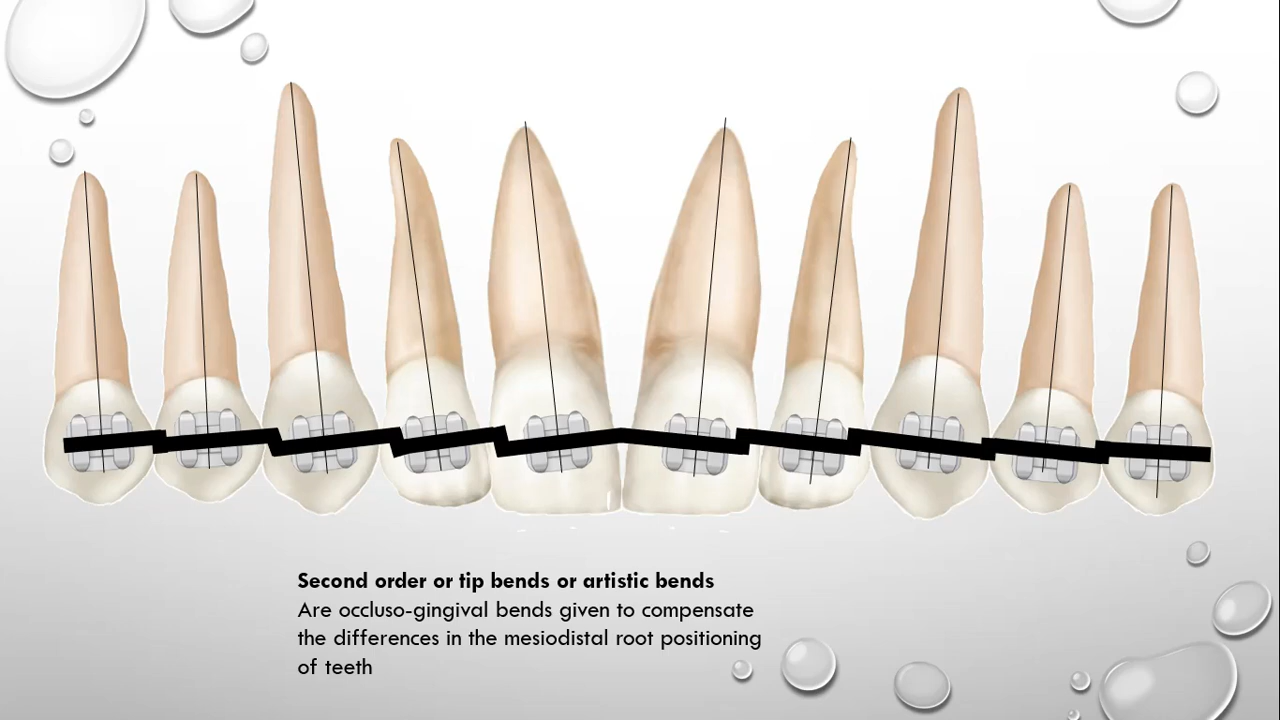 Second order or tip bends or artistic bends
Are occluso-gingival bends given to compensate
the differences in the mesiodistal root positioning
of teeth